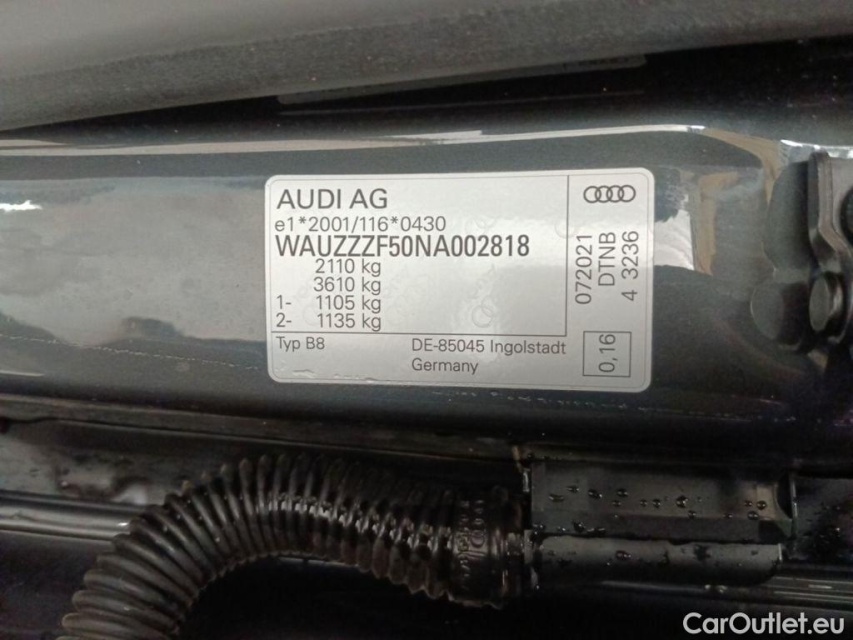 AUDI AG
e1*2001/116*0430
WAUZZZF50NA002818
2110 kg
3610 kg
1- 1105 kg
2- 1135 kg
Typ B8
DE-85045 Ingolstadt
Germany
072021
DTNB
4 3236
0,16
CarOutlet.eu